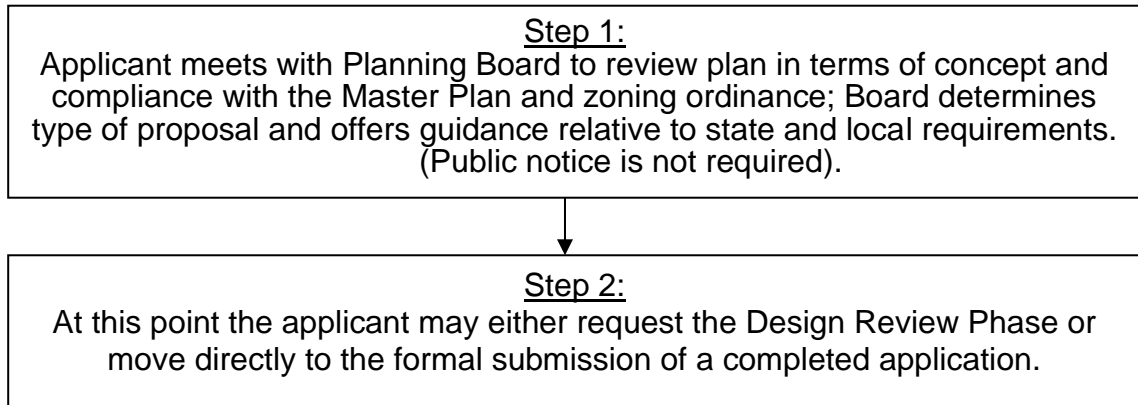 Step 1:
Applicant meets with Planning Board to review plan in terms of concept and
compliance with the Master Plan and zoning ordinance; Board determines
type of proposal and offers guidance relative to state and local requirements.
(Public notice is not required).
Step 2:
At this point the applicant may either request the Design Review Phase or
move directly to the formal submission of a completed application.